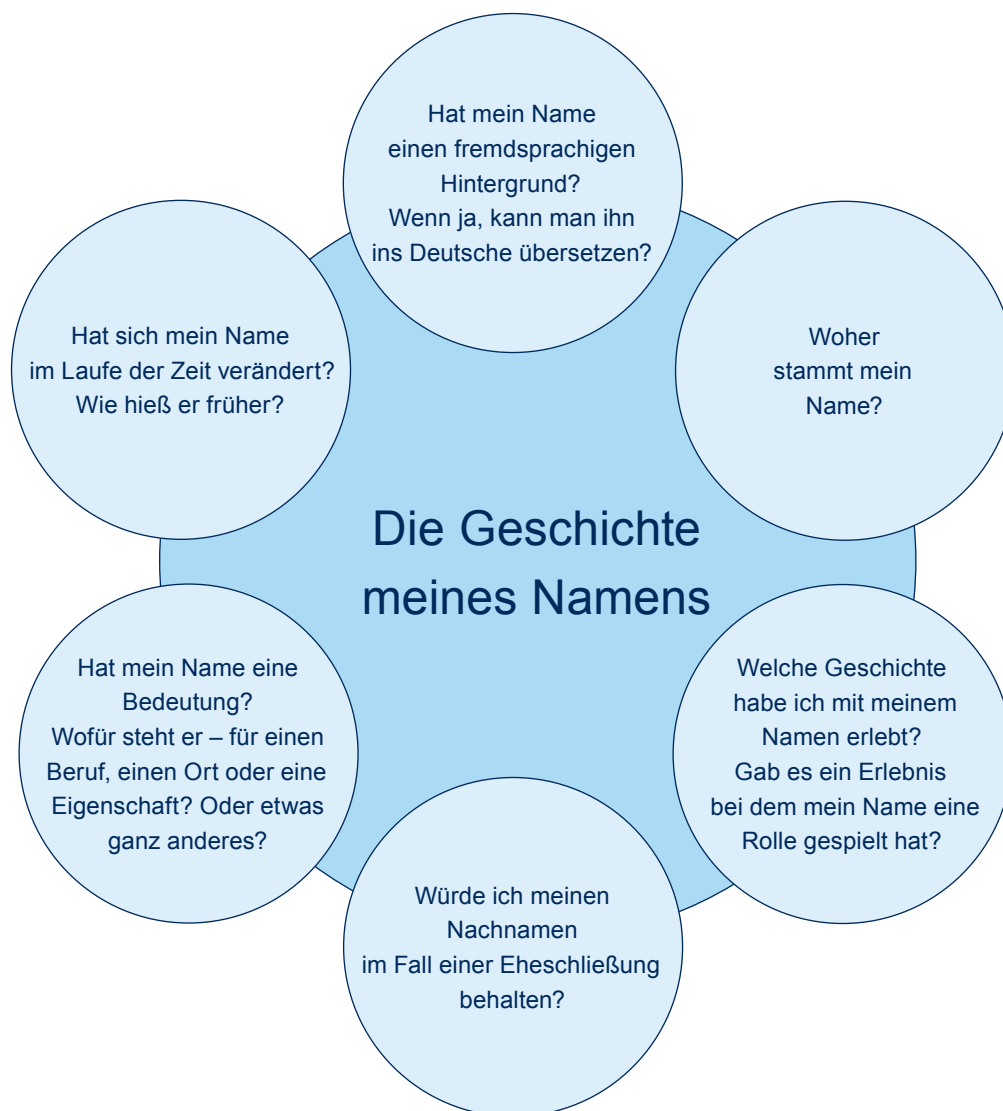 Hat mein Name
einen fremdsprachigen
Hintergrund?
Wenn ja, kann man ihn
ins Deutsche übersetzen?
Hat sich mein Name
im Laufe der Zeit verändert?
Wie hieß er früher?
Woher
stammt mein
Name?
Die Geschichte
meines Namens
Hat mein Name eine
Bedeutung?
Wofür steht er – für einen
Beruf, einen Ort oder eine
Eigenschaft? Oder etwas
ganz anderes?
Welche Geschichte
habe ich mit meinem
Namen erlebt?
Gab es ein Erlebnis
bei dem mein Name eine
Rolle gespielt hat?
Würde ich meinen
Nachnamen
im Fall einer Eheschließung
behalten?